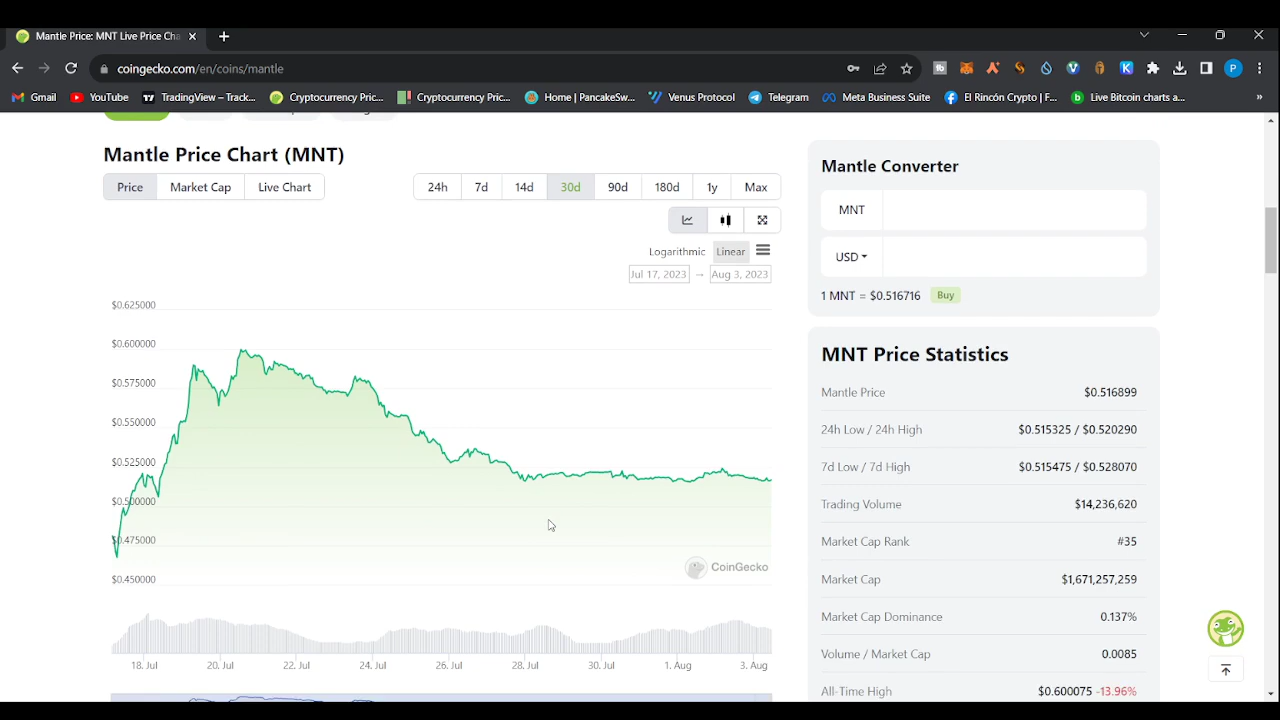 Mantle Price: MNT Live Price Cha
coingecko.com/en/coins/mantle
Gmail YouTube TradingView – Track... Cryptocurrency Pric... Cryptocurrency Pric... Home | PancakeSw... Venus Protocol Telegram Meta Business Suite El Rincón Crypto | F... Live Bitcoin charts a... »
Mantle Price Chart (MNT)
Price Market Cap Live Chart
24h 7d 14d 30d 90d 180d 1y Max
Logarithmic Linear
Jul 17, 2023 → Aug 3, 2023
$0.625000
$0.600000
$0.575000
$0.550000
$0.525000
$0.500000
$0.475000
$0.450000
CoinGecko
18. Jul 20. Jul 22. Jul 24. Jul 26. Jul 28. Jul 30. Jul 1. Aug 3. Aug
Mantle Converter
MNT
USD
1 MNT = $0.516716 Buy
MNT Price Statistics
Mantle Price $0.516899
24h Low / 24h High $0.515325 / $0.520290
7d Low / 7d High $0.515475 / $0.528070
Trading Volume $14,236,620
Market Cap Rank #35
Market Cap $1,671,257,259
Market Cap Dominance 0.137%
Volume / Market Cap 0.0085
All-Time High $0.600075 -13.96%